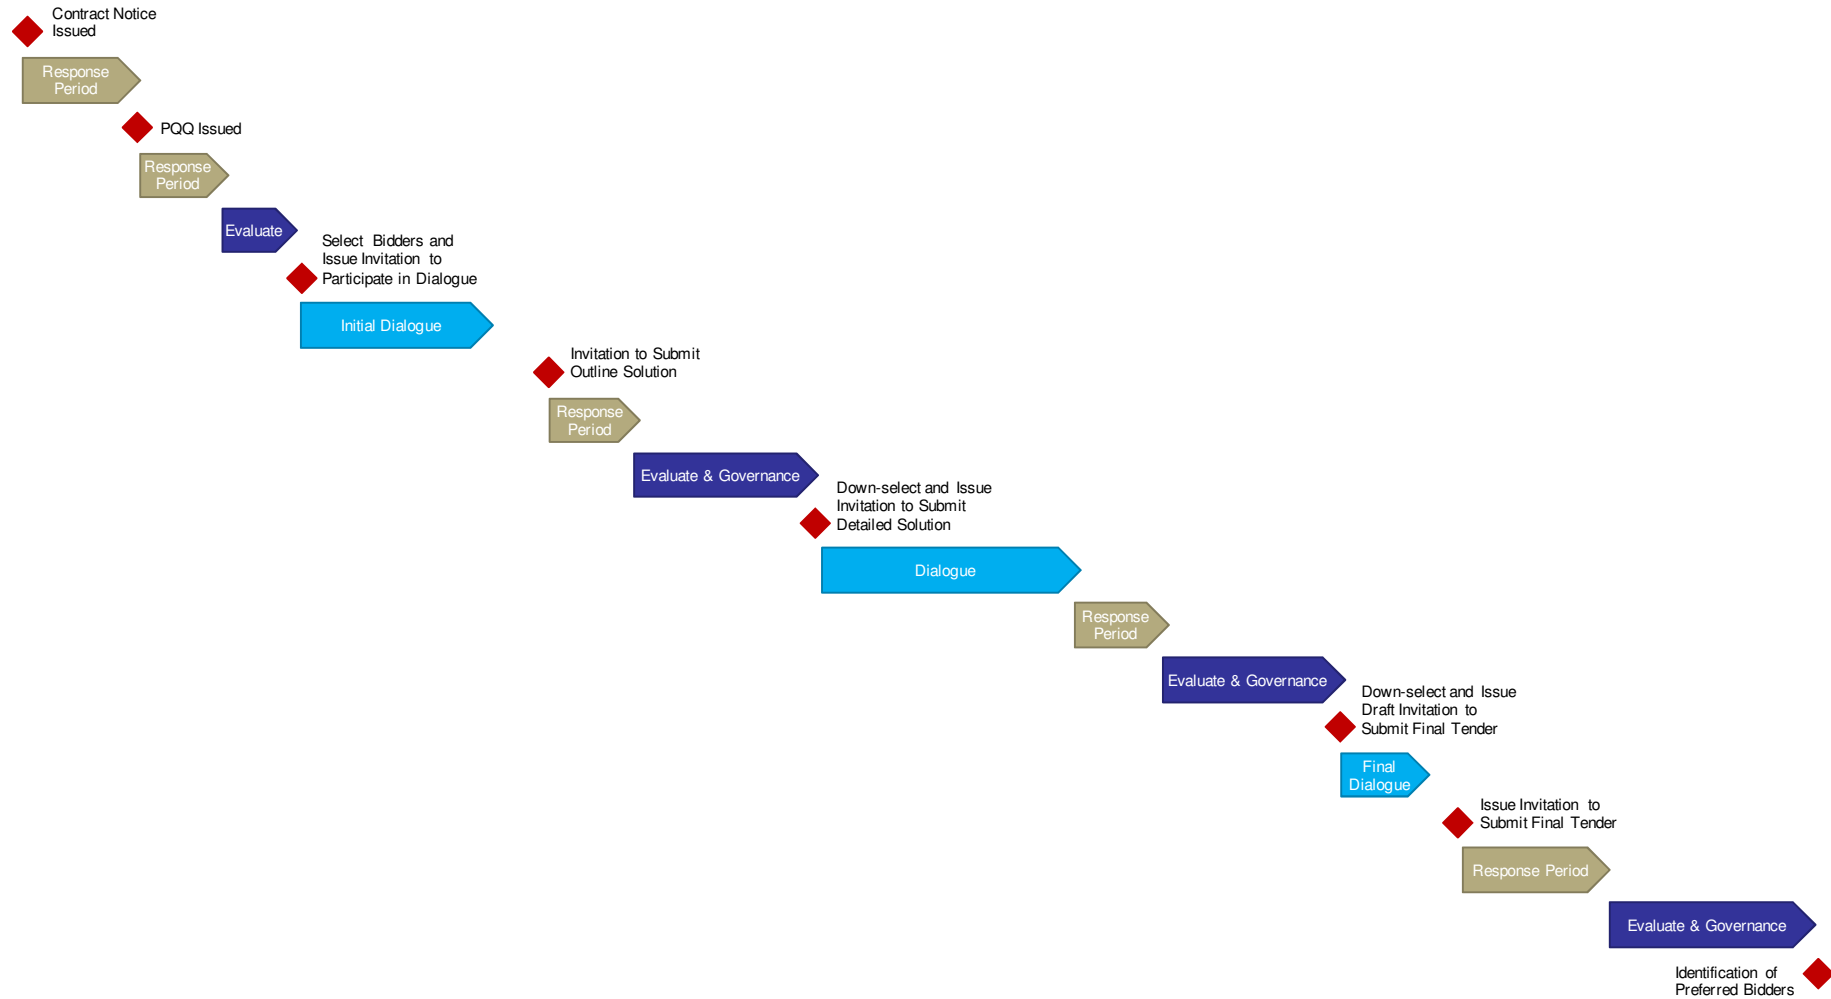 Contract Notice
Issued
Response
Period
PQQ Issued
Response
Period
Evaluate
Select Bidders and
Issue Invitation to
Participate in Dialogue
Initial Dialogue
Invitation to Submit
Outline Solution
Response
Period
Evaluate & Governance
Down-select and Issue
Invitation to Submit
Detailed Solution
Dialogue
Response
Period
Evaluate & Governance
Down-select and Issue
Draft Invitation to
Submit Final Tender
Final
Dialogue
Issue Invitation to
Submit Final Tender
Response Period
Evaluate & Governance
Identification of
Preferred Bidders